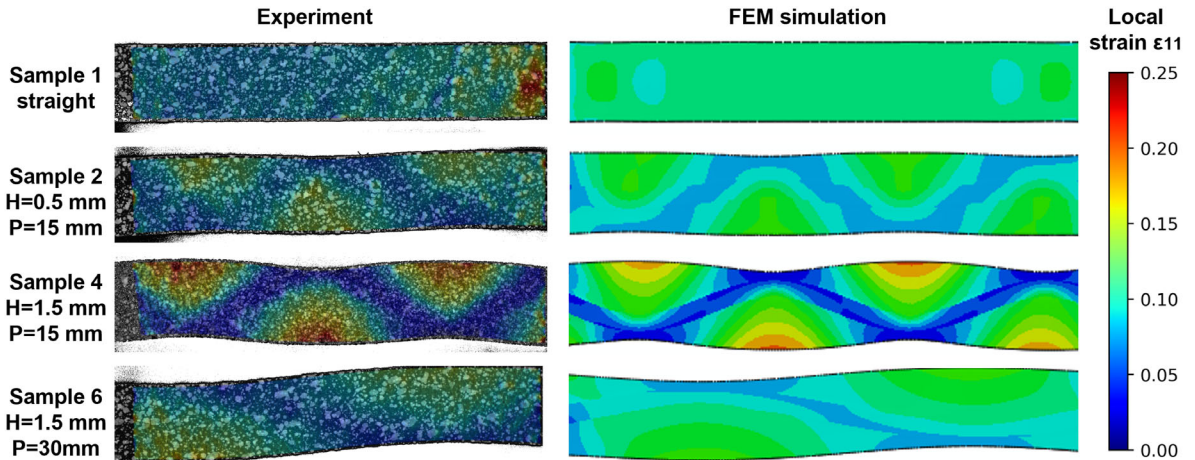 Experiment
FEM simulation
Local
strain ε11
Sample 1
straight
Sample 2
H=0.5 mm
P=15 mm
Sample 4
H=1.5 mm
P=15 mm
Sample 6
H=1.5 mm
P=30mm
0.25
0.20
0.15
0.10
0.05
0.00